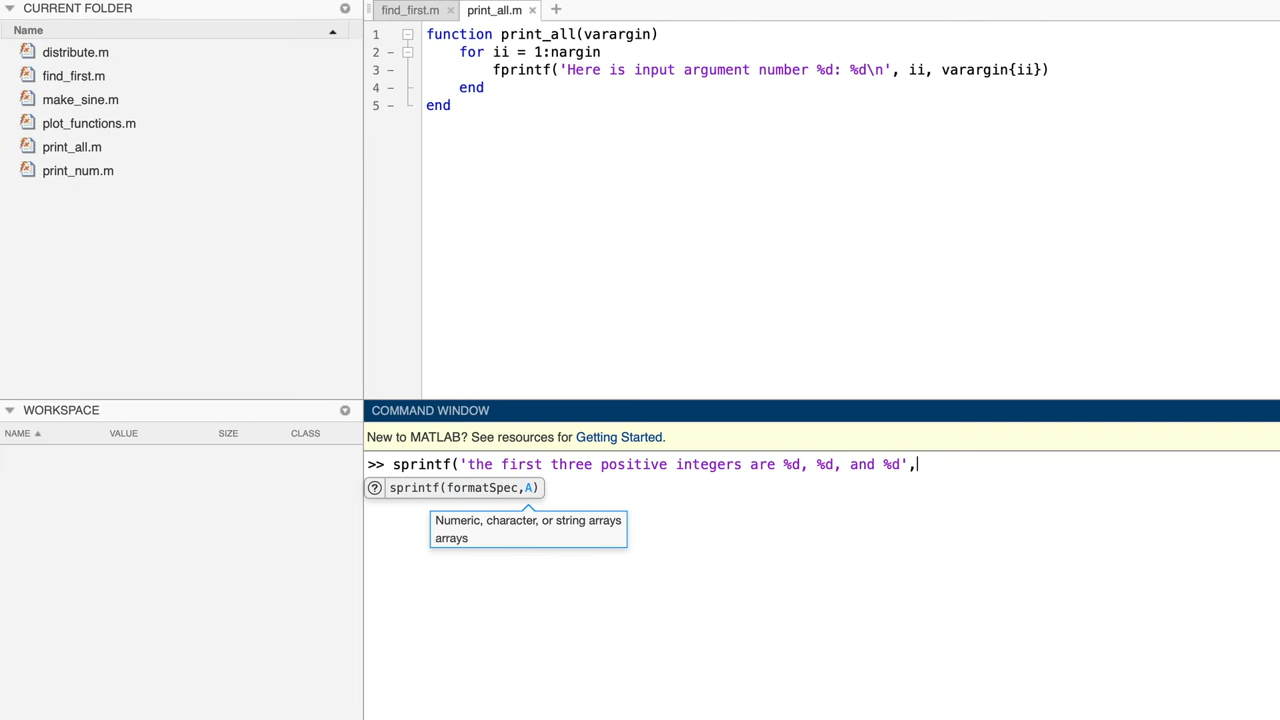 CURRENT FOLDER
Name
distribute.m
find_first.m
make_sine.m
plot_functions.m
print_all.m
print_num.m
find_first.m × print_all.m × +
1 function print_all(varargin)
2 – for ii = 1:nargin
3 – fprintf('Here is input argument number %d: %d\n', ii, varargin{ii})
4 – end
5 – end
WORKSPACE
NAME VALUE SIZE CLASS
COMMAND WINDOW
New to MATLAB? See resources for Getting Started.
>> sprintf('the first three positive integers are %d, %d, and %d',
? sprintf(formatSpec,A)
Numeric, character, or string arrays
arrays